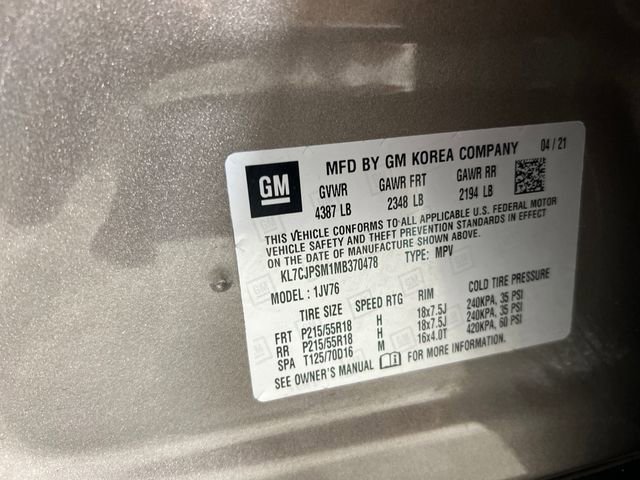 GM
MFD BY GM KOREA COMPANY 04 / 21
GVWR GAWR FRT GAWR RR
4387 LB 2348 LB 2194 LB
THIS VEHICLE CONFORMS TO ALL APPLICABLE U.S. FEDERAL MOTOR
VEHICLE SAFETY AND THEFT PREVENTION STANDARDS IN EFFECT
ON THE DATE OF MANUFACTURE SHOWN ABOVE.
KL7CJPSM1MB370478 TYPE: MPV
MODEL: 1JV76
TIRE SIZE SPEED RTG RIM COLD TIRE PRESSURE
FRT P215/55R18 H 18x7.5J 240KPA, 35 PSI
RR P215/55R18 H 18x7.5J 240KPA, 35 PSI
SPA T125/70D16 M 16x4.0T 420KPA, 60 PSI
SEE OWNER'S MANUAL FOR MORE INFORMATION.